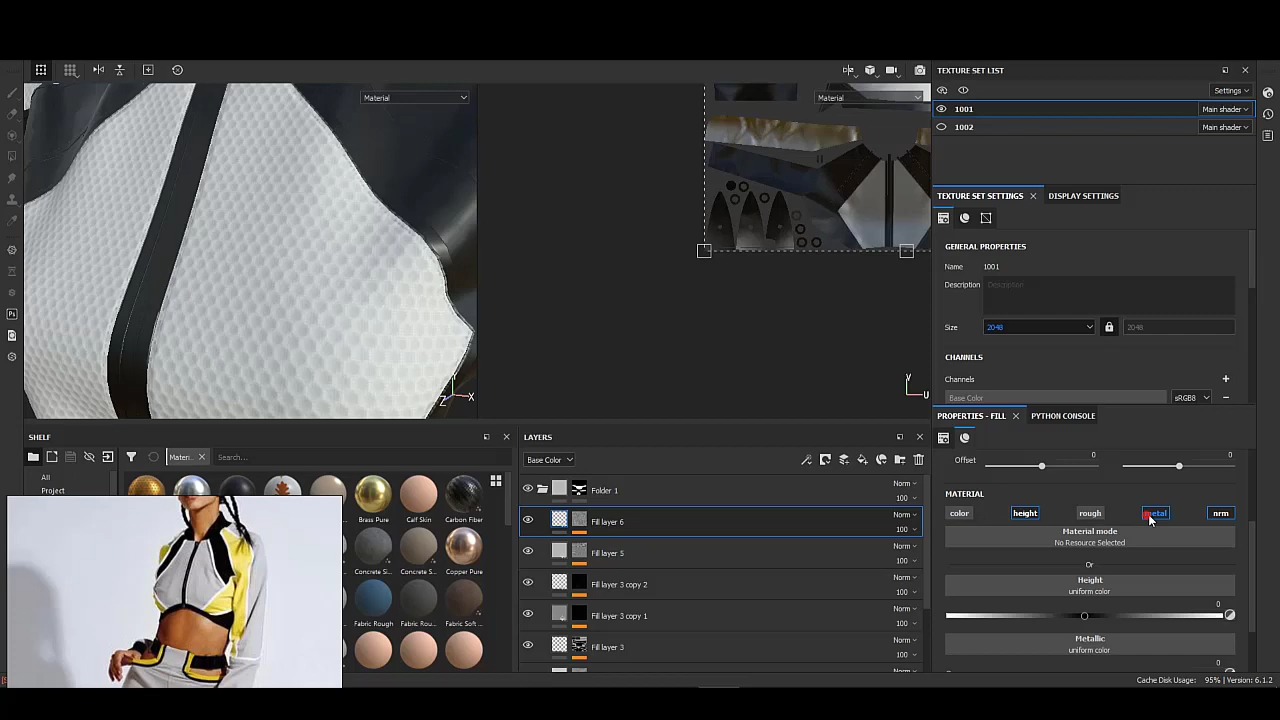 Material
Material
TEXTURE SET LIST
Settings
1001
Main shader
1002
Main shader
TEXTURE SET SETTINGS
DISPLAY SETTINGS
GENERAL PROPERTIES
Name
1001
Description
Description
Size
2048
2048
CHANNELS
Channels
Base Color
sRGB8
PROPERTIES - FILL
PYTHON CONSOLE
Offset
0
0
MATERIAL
color
height
rough
metal
nrm
Material mode
No Resource Selected
Or
Height
uniform color
0
Metallic
uniform color
0
SHELF
Materi...
Search...
All
Project
Brass Pure
Calf Skin
Carbon Fiber
Concrete Si...
Concrete S...
Copper Pure
Fabric Rough
Fabric Ro...
Fabric Soft ...
LAYERS
Base Color
Folder 1
Norm
100
Fill layer 6
Norm
100
Fill layer 5
Norm
100
Fill layer 3 copy 2
Norm
100
Fill layer 3 copy 1
Norm
100
Fill layer 3
Norm
100
Norm
Cache Disk Usage: 95% | Version: 6.1.2
Z
X
V
U
Ps